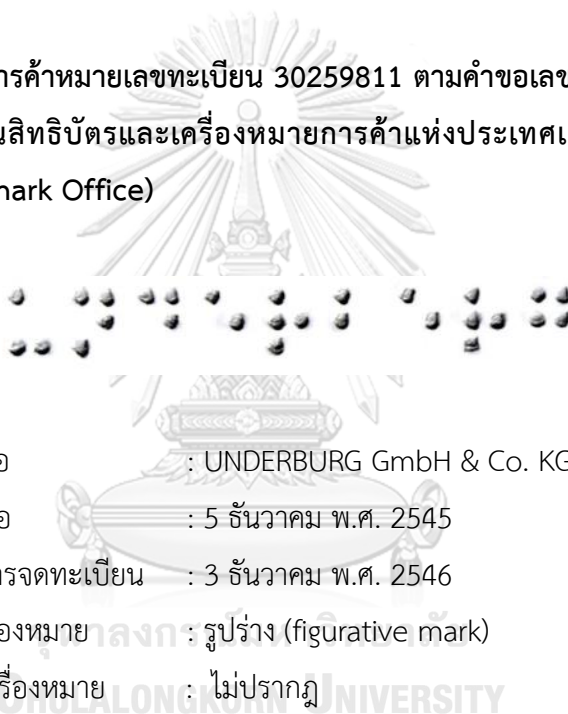 ารค้าหมายเลขทะเบียน 30259811 ตามคำขอเลข
นสิทธิบัตรและเครื่องหมายการค้าแห่งประเทศเ
mark Office)
⠥⠝⠙⠑⠗⠃⠑⠗⠛
อ : UNDERBURG GmbH & Co. KG
อ : 5 ธันวาคม พ.ศ. 2545
ารจดทะเบียน : 3 ธันวาคม พ.ศ. 2546
องหมาย : รูปร่าง (figurative mark)
รื่องหมาย : ไม่ปรากฏ
CHULALONGKORN UNIVERSITY